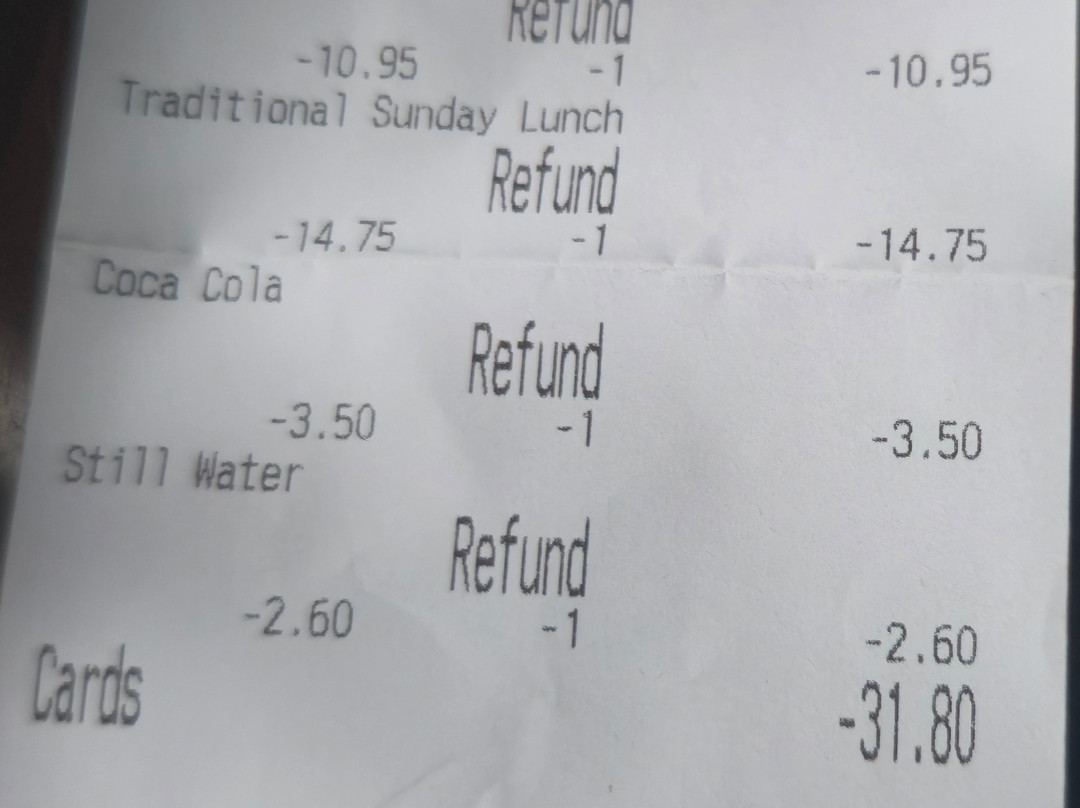 Refund
-10.95 -1 -10.95
Traditional Sunday Lunch
Refund
-14.75 -1 -14.75
Coca Cola
Refund
-3.50 -1 -3.50
Still Water
Refund
-2.60 -1 -2.60
Cards -31.80